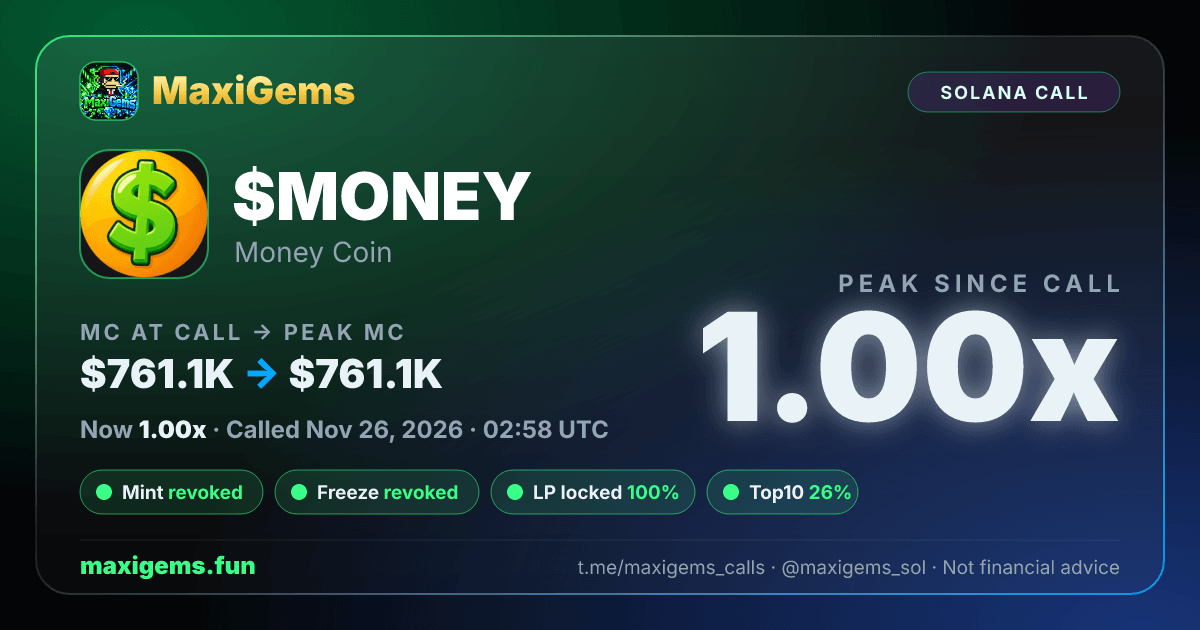 MaxiGems
MaxiGems
SOLANA CALL
$MONEY
Money Coin
PEAK SINCE CALL
1.00x
MC AT CALL → PEAK MC
$761.1K → $761.1K
Now 1.00x · Called Nov 26, 2026 · 02:58 UTC
Mint revoked
Freeze revoked
LP locked 100%
Top10 26%
maxigems.fun
t.me/maxigems_calls · @maxigems_sol · Not financial advice